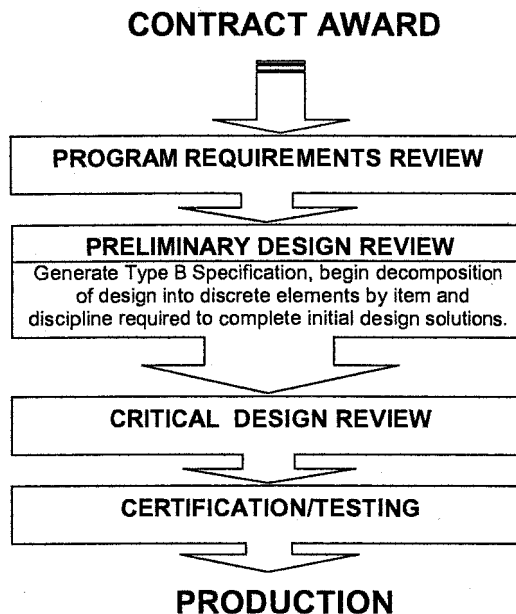 CONTRACT AWARD
PROGRAM REQUIREMENTS REVIEW
PRELIMINARY DESIGN REVIEW
Generate Type B Specification, begin decomposition
of design into discrete elements by item and
discipline required to complete initial design solutions.
CRITICAL DESIGN REVIEW
CERTIFICATION/TESTING
PRODUCTION